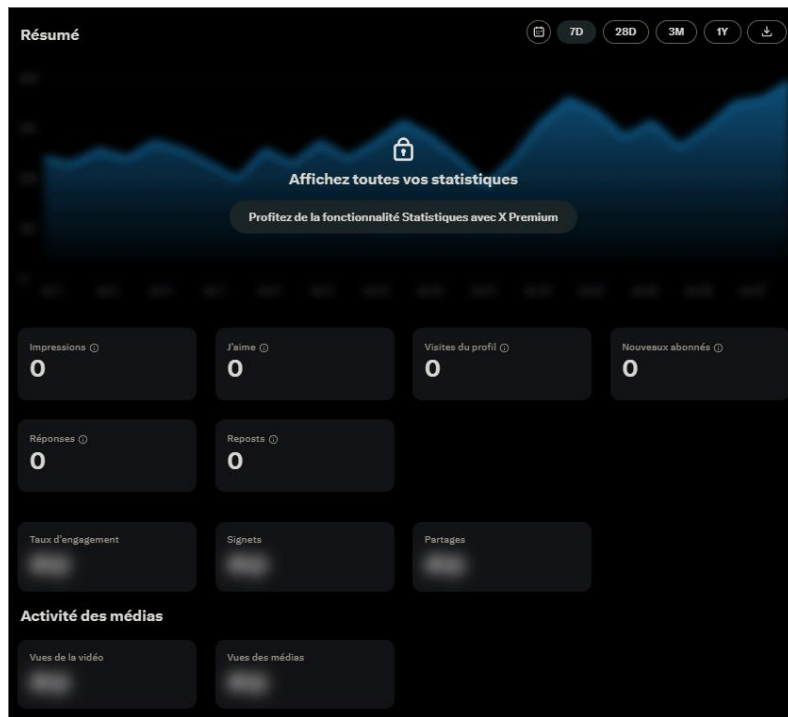 Résumé
7D 28D 3M 1Y
Affichez toutes vos statistiques
Profitez de la fonctionnalité Statistiques avec X Premium
Impressions J'aime Visites du profil Nouveaux abonnés
0 0 0 0
Réponses Reposts
0 0
Taux d'engagement Signets Partages
Activité des médias
Vues de la vidéo Vues des médias